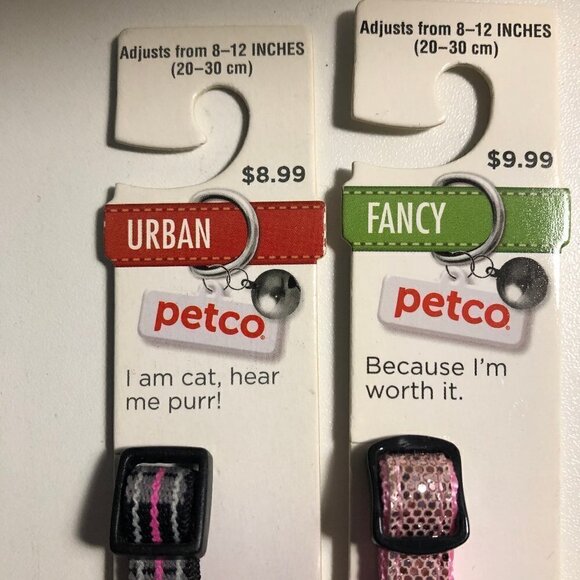 Adjusts from 8–12 INCHES
(20–30 cm)
$8.99
URBAN
petco
I am cat, hear
me purr!
Adjusts from 8–12 INCHES
(20–30 cm)
$9.99
FANCY
petco
Because I'm
worth it.